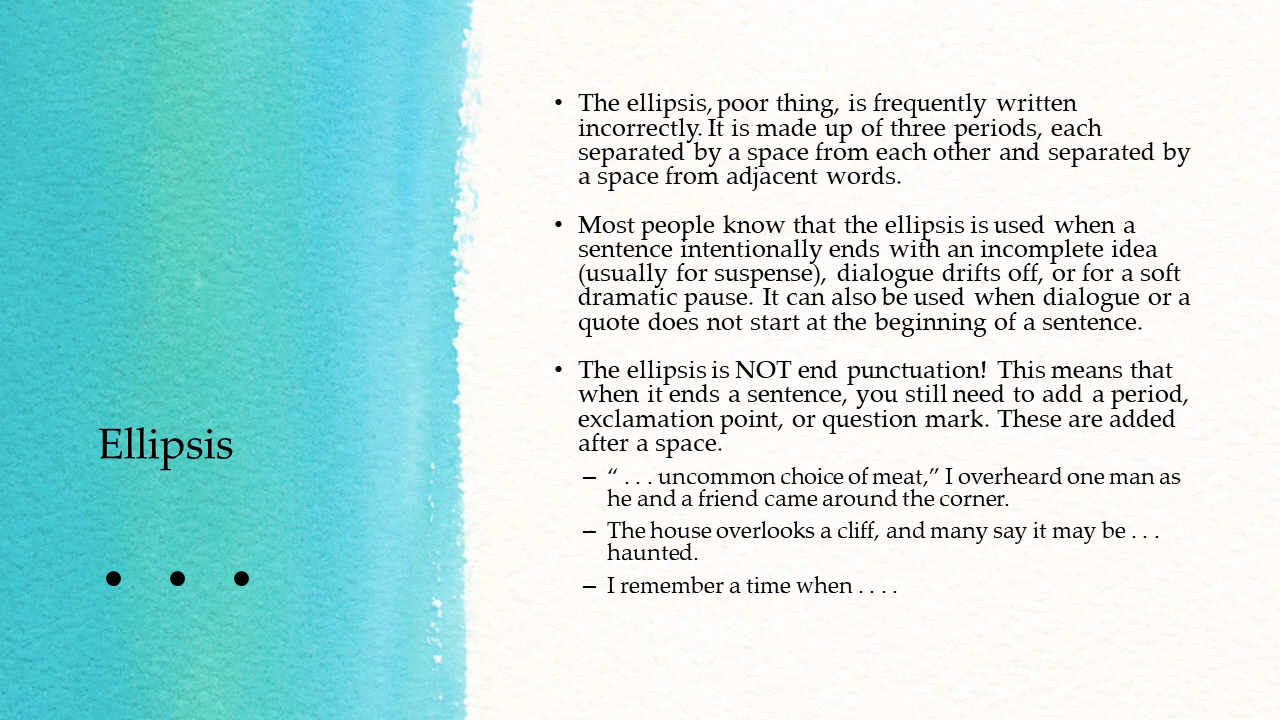 Ellipsis
. . .
• The ellipsis, poor thing, is frequently written
incorrectly. It is made up of three periods, each
separated by a space from each other and separated by
a space from adjacent words.
• Most people know that the ellipsis is used when a
sentence intentionally ends with an incomplete idea
(usually for suspense), dialogue drifts off, or for a soft
dramatic pause. It can also be used when dialogue or a
quote does not start at the beginning of a sentence.
• The ellipsis is NOT end punctuation! This means that
when it ends a sentence, you still need to add a period,
exclamation point, or question mark. These are added
after a space.
– “ . . . uncommon choice of meat,” I overheard one man as
he and a friend came around the corner.
– The house overlooks a cliff, and many say it may be . . .
haunted.
– I remember a time when . . . .